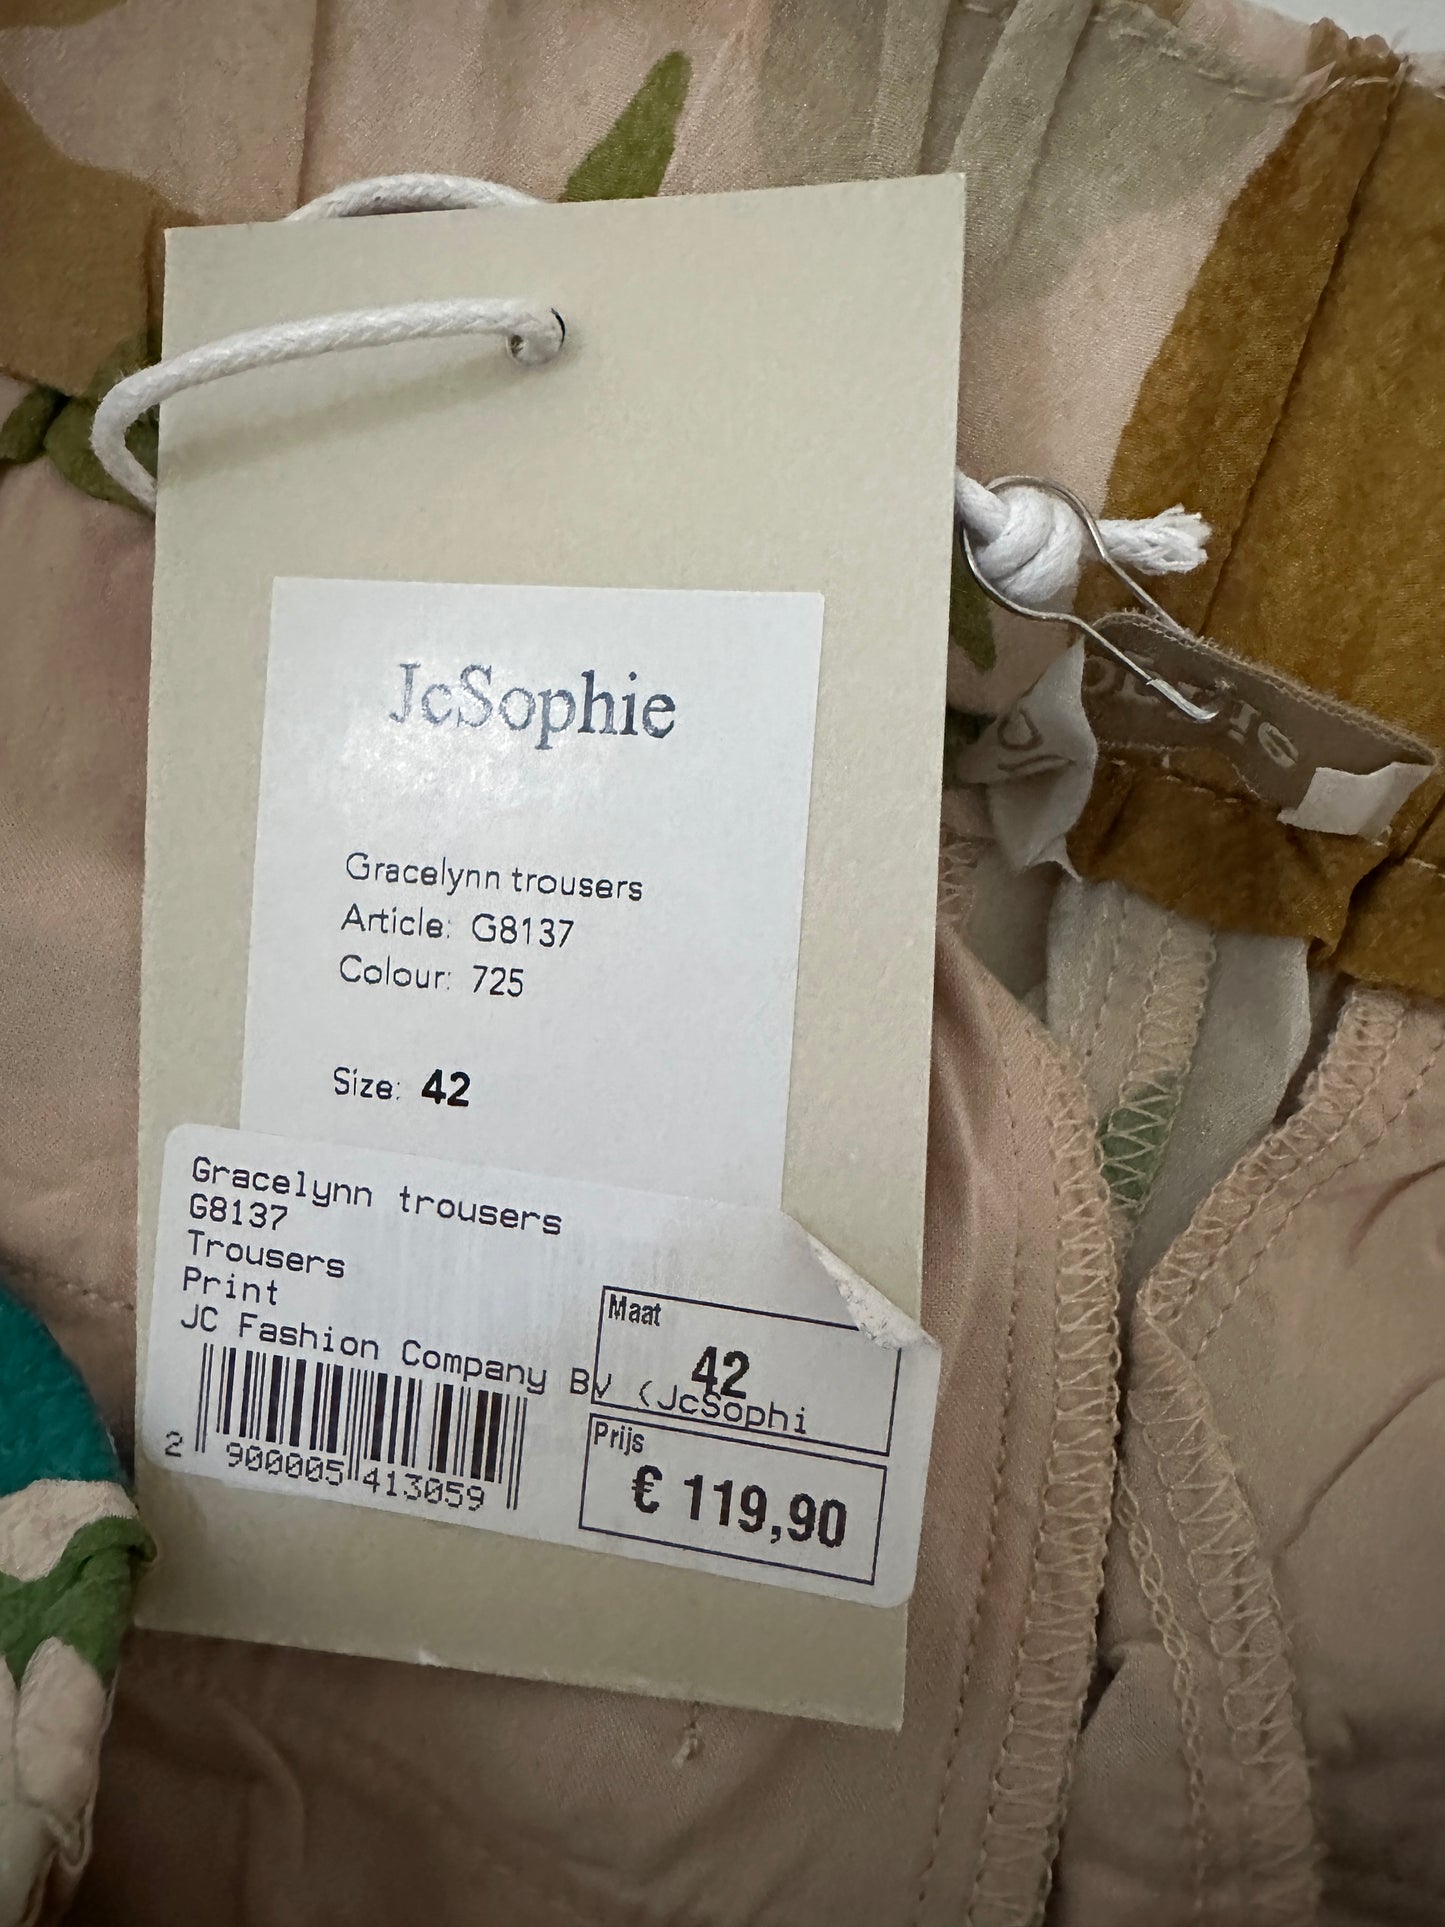 JcSophie
Gracelynn trousers
Article: G8137
Colour: 725
Size: 42
Gracelynn trousers
G8137
Trousers
Print
JC Fashion Company BV (JcSophi
Maat
42
Prijs
€ 119,90
2 900005 413059